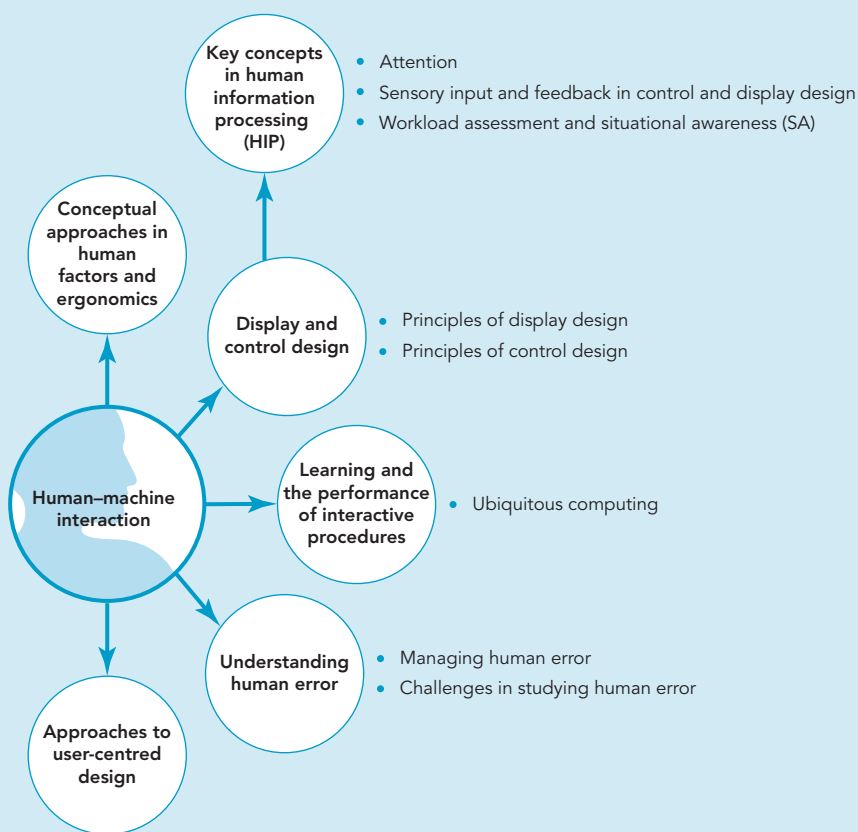 Key concepts
in human
information
processing
(HIP)
• Attention
• Sensory input and feedback in control and display design
• Workload assessment and situational awareness (SA)
Conceptual
approaches in
human
factors and
ergonomics
Display and
control design
• Principles of display design
• Principles of control design
Human–machine
interaction
Learning and
the performance
of interactive
procedures
• Ubiquitous computing
Understanding
human error
• Managing human error
• Challenges in studying human error
Approaches to
user-centred
design